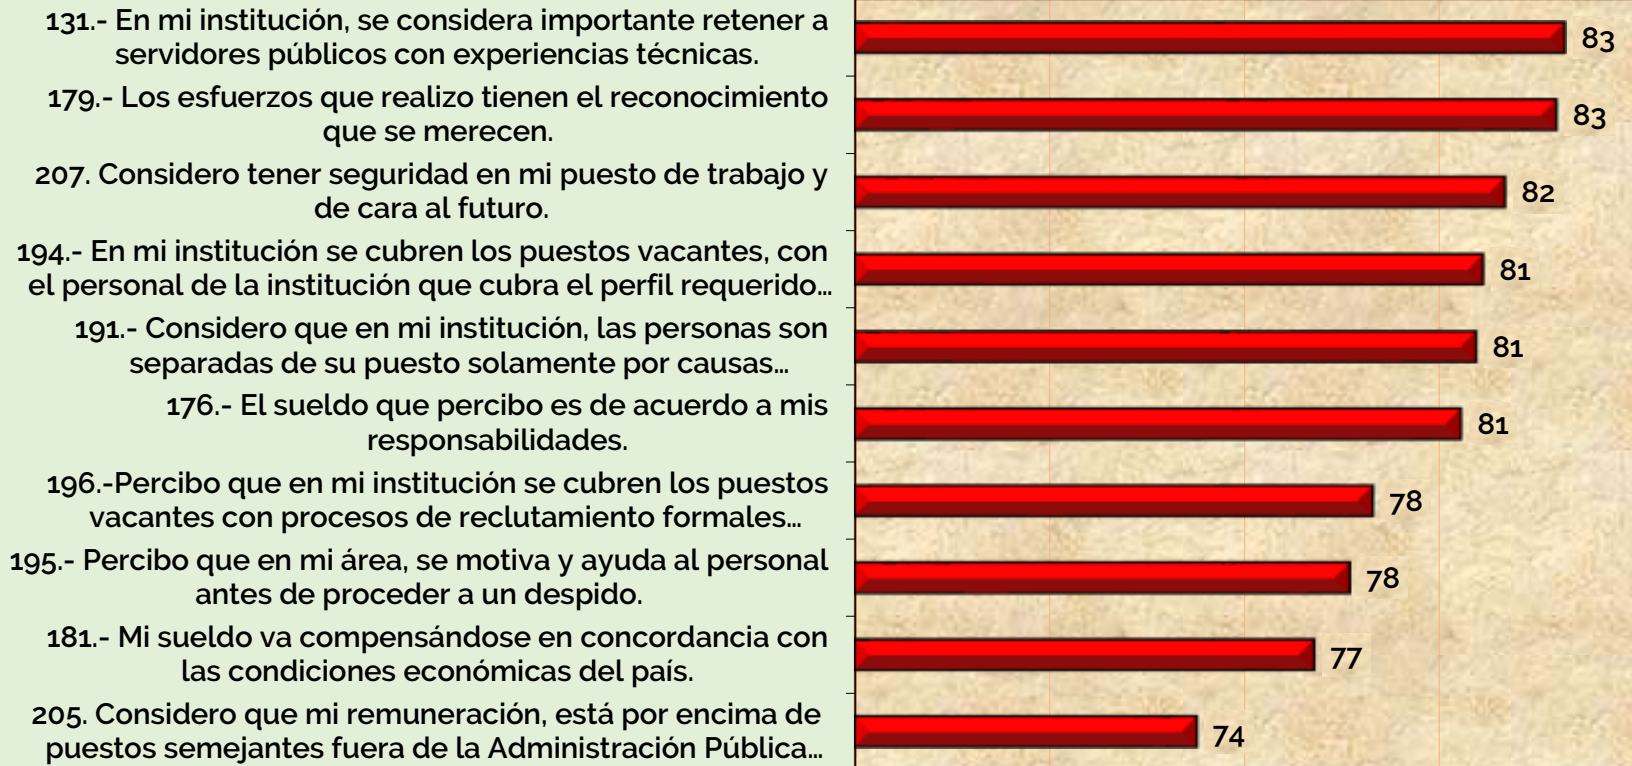 131.- En mi institución, se considera importante retener a
servidores públicos con experiencias técnicas.
83
179.- Los esfuerzos que realizo tienen el reconocimiento
que se merecen.
83
207. Considero tener seguridad en mi puesto de trabajo y
de cara al futuro.
82
194.- En mi institución se cubren los puestos vacantes, con
el personal de la institución que cubra el perfil requerido...
81
191.- Considero que en mi institución, las personas son
separadas de su puesto solamente por causas...
81
176.- El sueldo que percibo es de acuerdo a mis
responsabilidades.
81
196.-Percibo que en mi institución se cubren los puestos
vacantes con procesos de reclutamiento formales...
78
195.- Percibo que en mi área, se motiva y ayuda al personal
antes de proceder a un despido.
78
181.- Mi sueldo va compensándose en concordancia con
las condiciones económicas del país.
77
205. Considero que mi remuneración, está por encima de
puestos semejantes fuera de la Administración Pública...
74